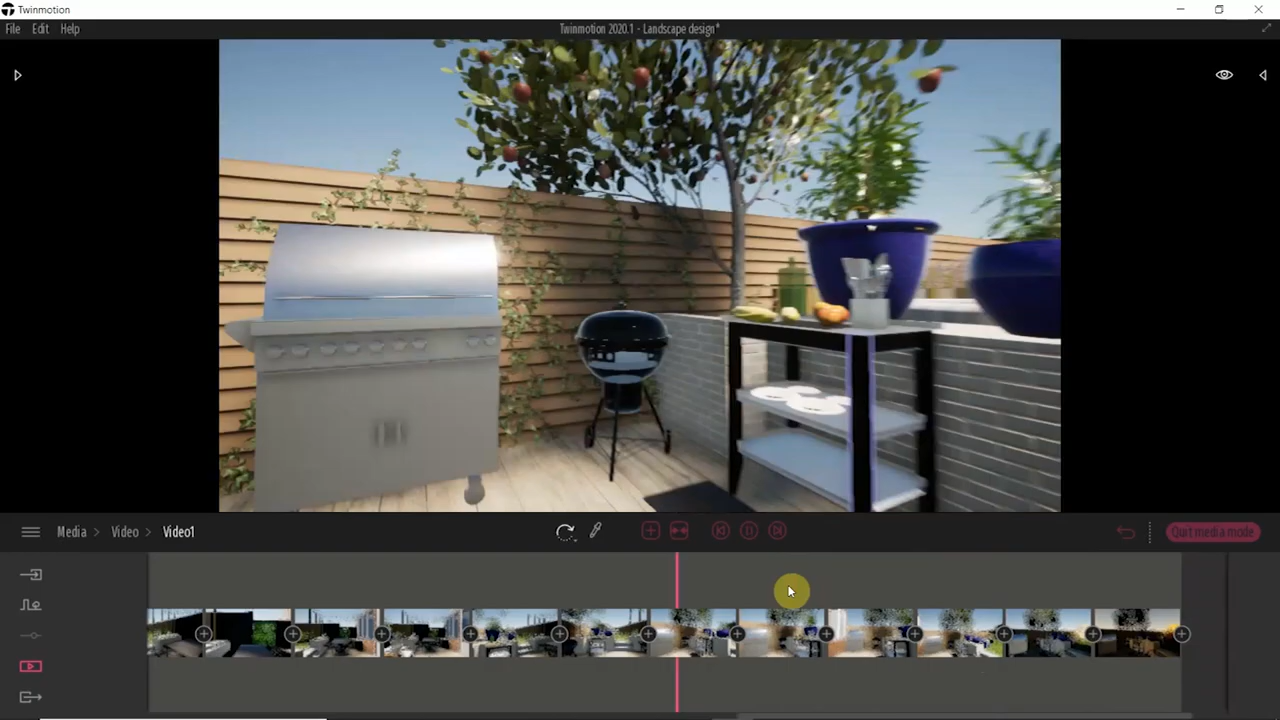 Twinmotion
File Edit Help
Twinmotion 2020.1 - Landscape design*
Media > Video > Video1
Quit media mode